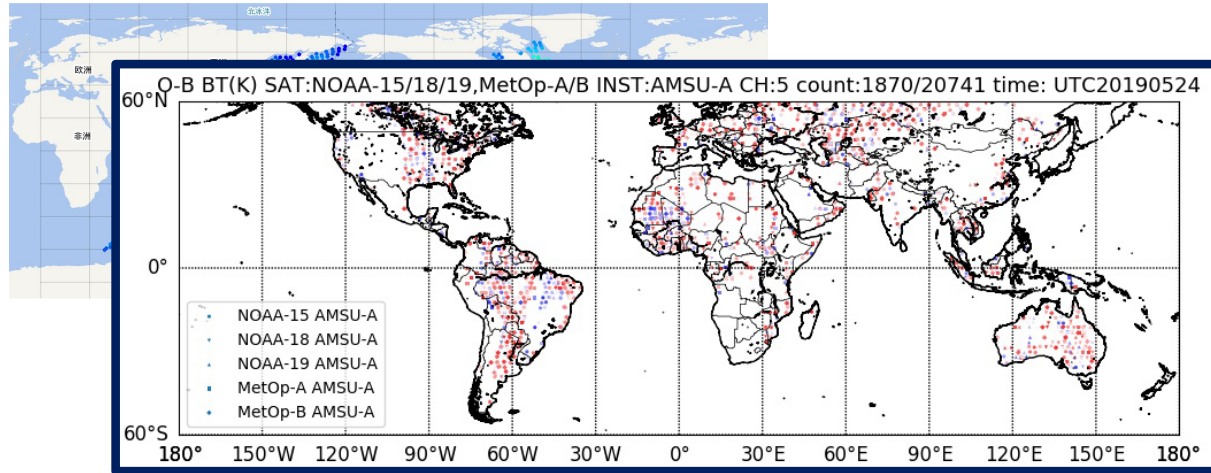 北冰洋
欧洲
非洲
O-B BT(K) SAT:NOAA-15/18/19,MetOp-A/B INST:AMSU-A CH:5 count:1870/20741 time: UTC20190524
60°N
0°
60°S
NOAA-15 AMSU-A
NOAA-18 AMSU-A
NOAA-19 AMSU-A
MetOp-A AMSU-A
MetOp-B AMSU-A
180° 150°W 120°W 90°W 60°W 30°W 0° 30°E 60°E 90°E 120°E 150°E 180°